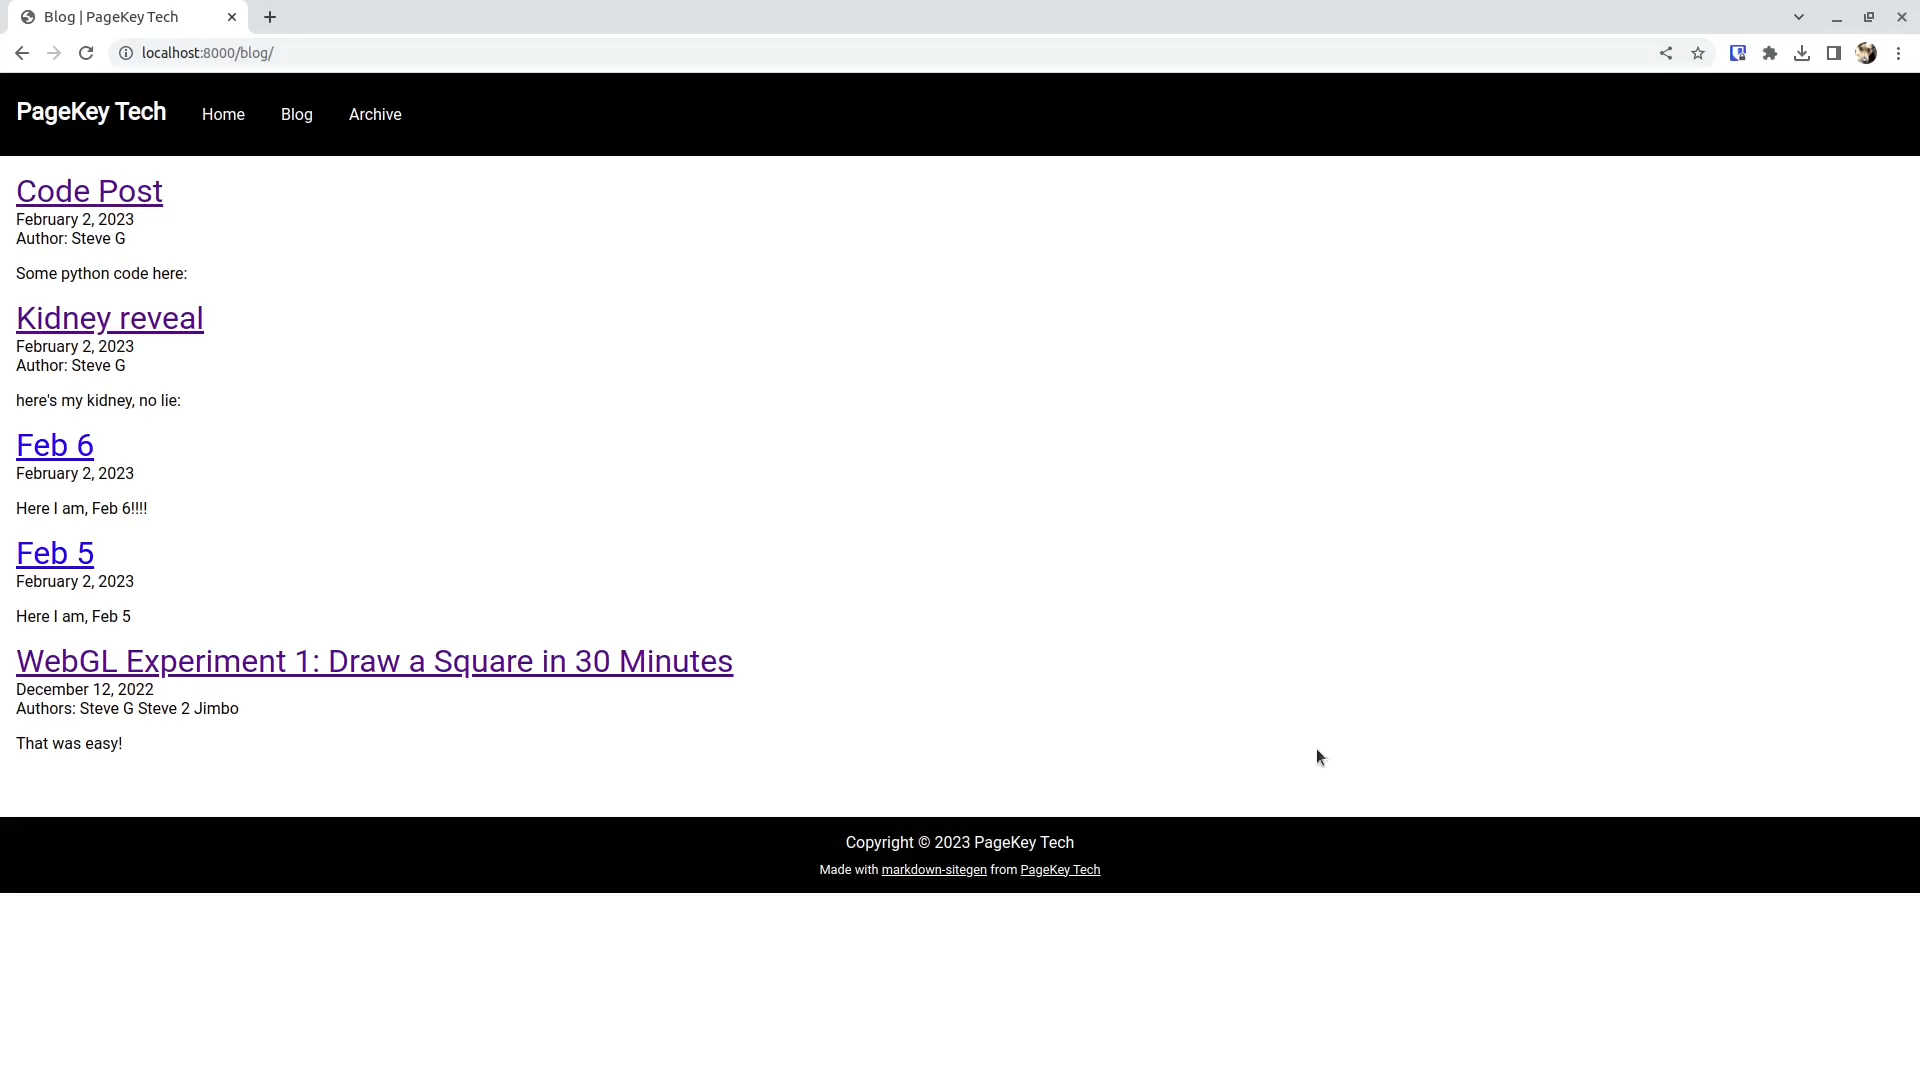 Blog | PageKey Tech
localhost:8000/blog/
PageKey Tech Home Blog Archive
Code Post
February 2, 2023
Author: Steve G
Some python code here:
Kidney reveal
February 2, 2023
Author: Steve G
here's my kidney, no lie:
Feb 6
February 2, 2023
Here I am, Feb 6!!!!
Feb 5
February 2, 2023
Here I am, Feb 5
WebGL Experiment 1: Draw a Square in 30 Minutes
December 12, 2022
Authors: Steve G Steve 2 Jimbo
That was easy!
Copyright © 2023 PageKey Tech
Made with markdown-sitegen from PageKey Tech